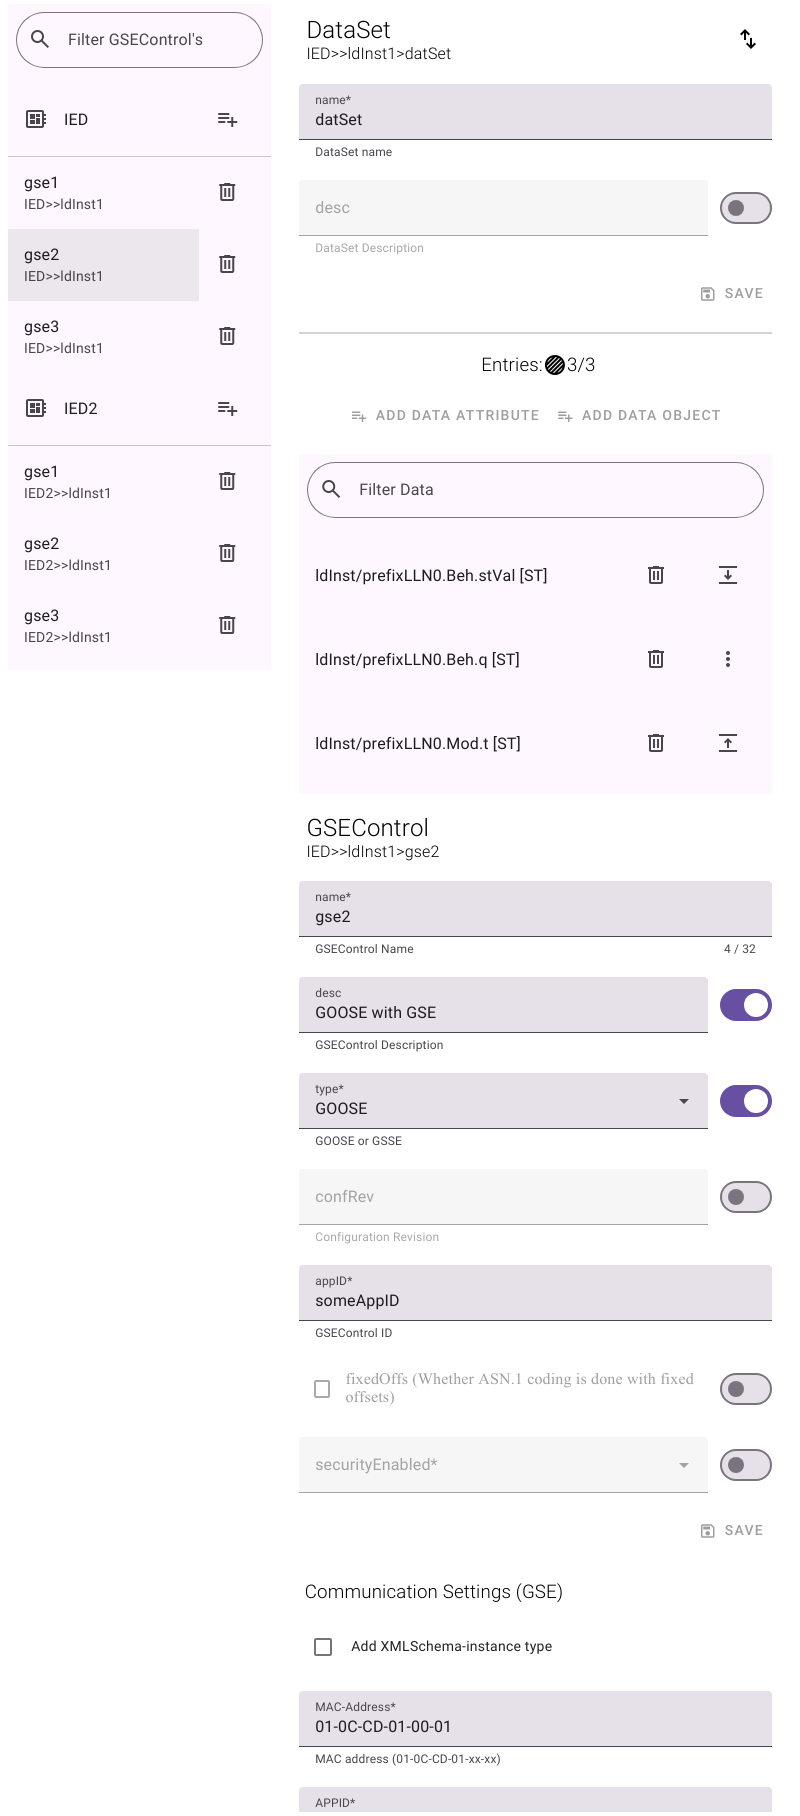 Filter GSEControl's
IED
gse1
IED>>ldInst1
gse2
IED>>ldInst1
gse3
IED>>ldInst1
IED2
gse1
IED2>>ldInst1
gse2
IED2>>ldInst1
gse3
IED2>>ldInst1
DataSet
IED>>ldInst1>datSet
name*
datSet
DataSet name
desc
DataSet Description
SAVE
Entries: 3/3
ADD DATA ATTRIBUTE ADD DATA OBJECT
Filter Data
ldInst/prefixLLN0.Beh.stVal [ST]
ldInst/prefixLLN0.Beh.q [ST]
ldInst/prefixLLN0.Mod.t [ST]
GSEControl
IED>>ldInst1>gse2
name*
gse2
GSEControl Name 4 / 32
desc
GOOSE with GSE
GSEControl Description
type*
GOOSE
GOOSE or GSSE
confRev
Configuration Revision
appID*
someAppID
GSEControl ID
fixedOffs (Whether ASN.1 coding is done with fixed
offsets)
securityEnabled*
SAVE
Communication Settings (GSE)
Add XMLSchema-instance type
MAC-Address*
01-0C-CD-01-00-01
MAC address (01-0C-CD-01-xx-xx)
APPID*